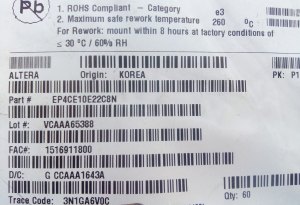 Pb
1. ROHS Compliant - Category e3
2. Maximum safe rework temperature 260 °C
For Rework: mount within 8 hours at factory conditions of
≤ 30 °C / 60% RH
ALTERA Origin: KOREA PK: P1
Part # EP4CE10E22C8N
Lot #: VCAAA65388
FAC#: 1516911800
D/C: G CCAAA1643A
Trace Code: 3N1GA6V0C Qty: 60